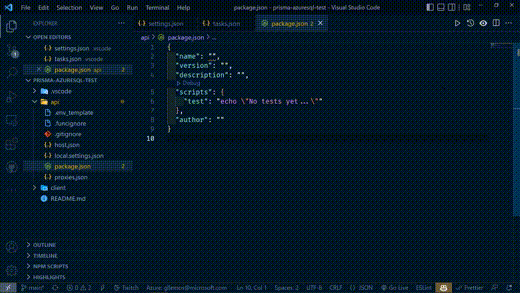 File Edit Selection View Go Run Terminal Help
package.json - prisma-azuresql-test - Visual Studio Code
EXPLORER
settings.json
tasks.json
package.json 2
OPEN EDITORS
settings.json .vscode
tasks.json .vscode
package.json api 2
PRISMA-AZURESQL-TEST
.vscode
api
.env_template
.funcignore
.gitignore
host.json
local.settings.json
package.json 2
proxies.json
client
README.md
OUTLINE
TIMELINE
NPM SCRIPTS
HIGHLIGHTS
api > package.json > ...
1 {
2 "name": "",
3 "version": "",
4 "description": "",
Debug
5 "scripts": {
6 "test": "echo \"No tests yet...\"
7 },
8 "author": ""
9 }
10
main* 0 2 Twitch Azure: Ln 10, Col 1 Spaces: 2 UTF-8 CRLF {} JSON Go Live ESLint Prettier